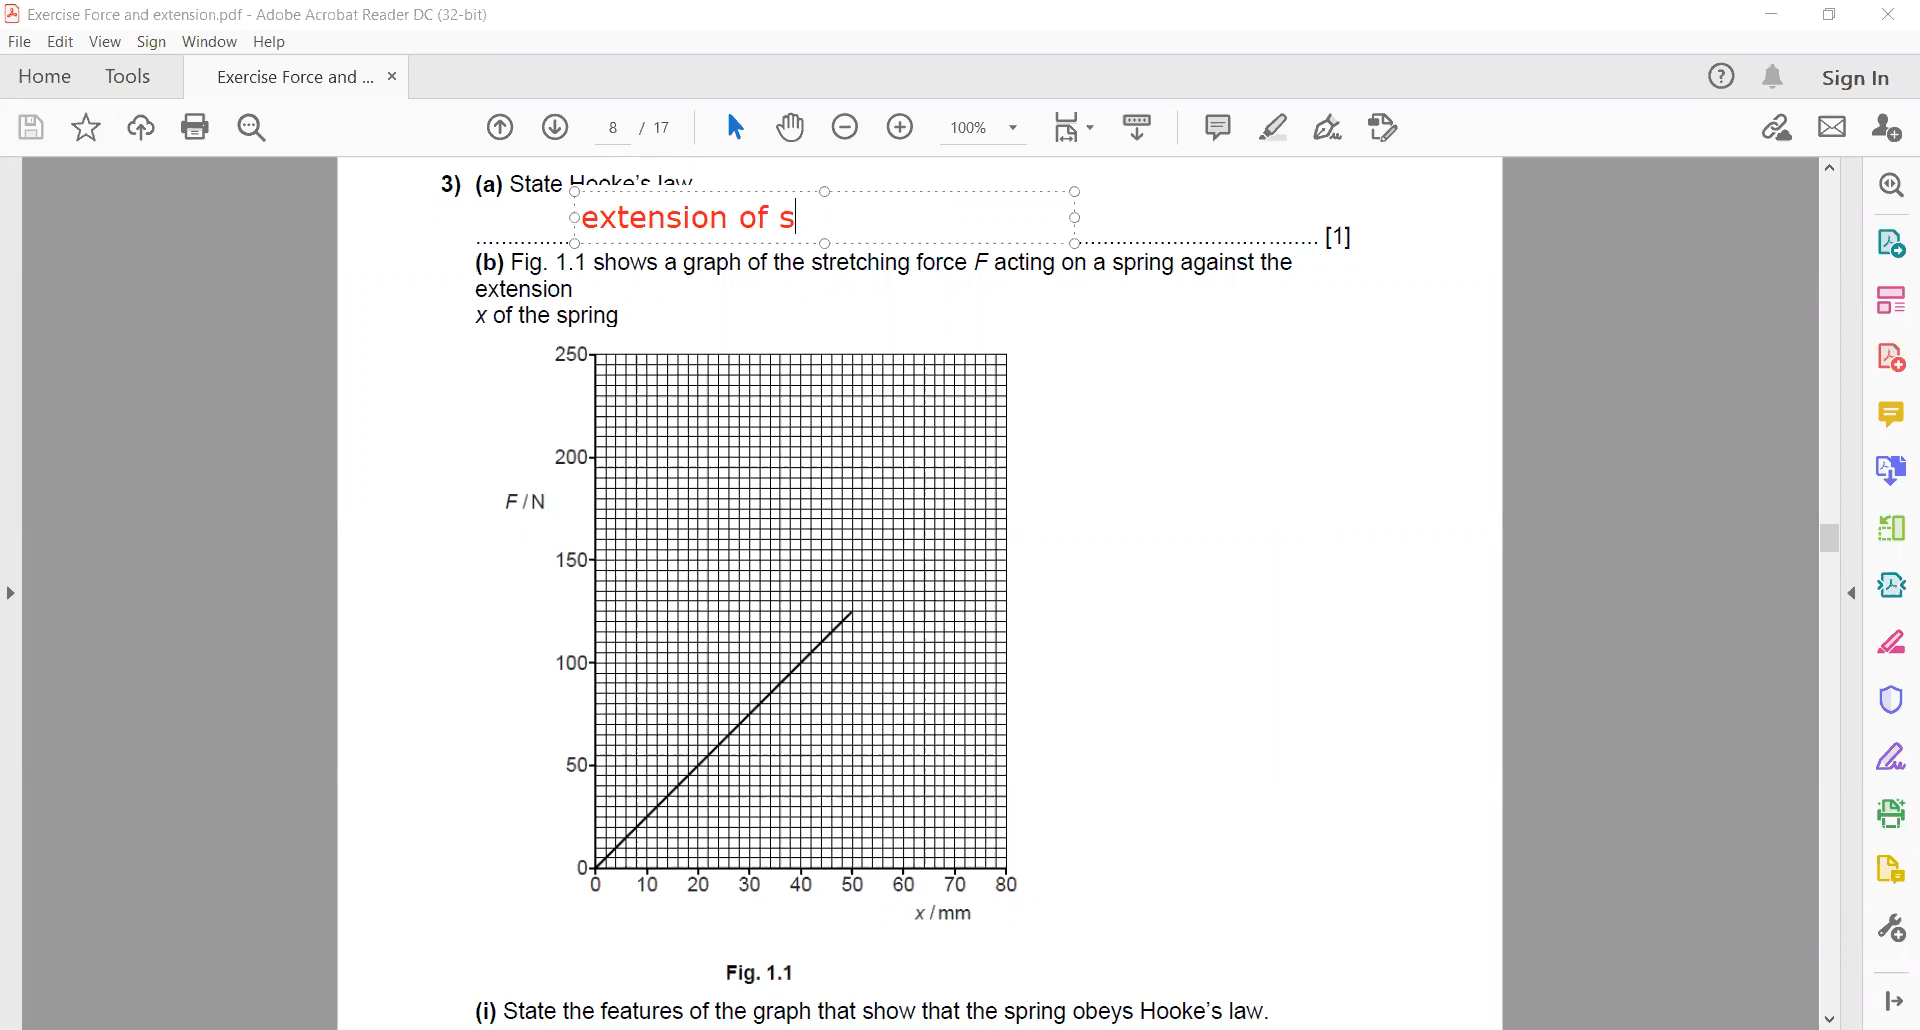 Exercise Force and extension.pdf - Adobe Acrobat Reader DC (32-bit)
File Edit View Sign Window Help
Home Tools Exercise Force and ... × Sign In
8 / 17 100%
3) (a) State Hooke's law
extension of s
[1]
(b) Fig. 1.1 shows a graph of the stretching force F acting on a spring against the
extension
x of the spring
250
200
F / N
150
100
50
0
0 10 20 30 40 50 60 70 80
x / mm
Fig. 1.1
(i) State the features of the graph that show that the spring obeys Hooke's law.